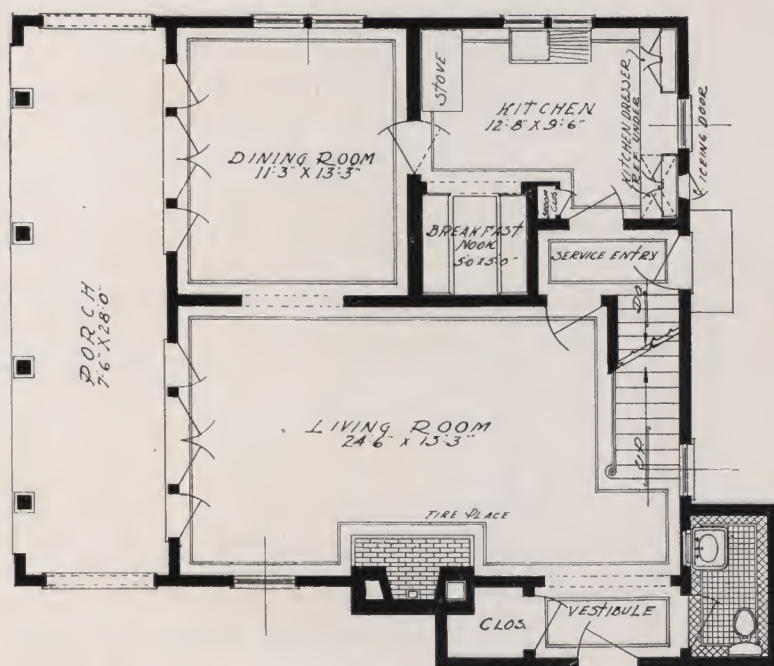 STOVE
KITCHEN
12'-8" X 9'-6"
KITCHEN DRESSER
REF. UNDER
ICEING DOOR
DINING ROOM
11'-3" X 13'-3"
BROOM
CLOS.
BREAKFAST
NOOK
5'0 X 5'-0"
SERVICE ENTRY
PORCH
7'-6" X 28'-0"
DO
LIVING ROOM
24'-6" X 13'-3"
UP
FIRE PLACE
CLOS.
VESTIBULE